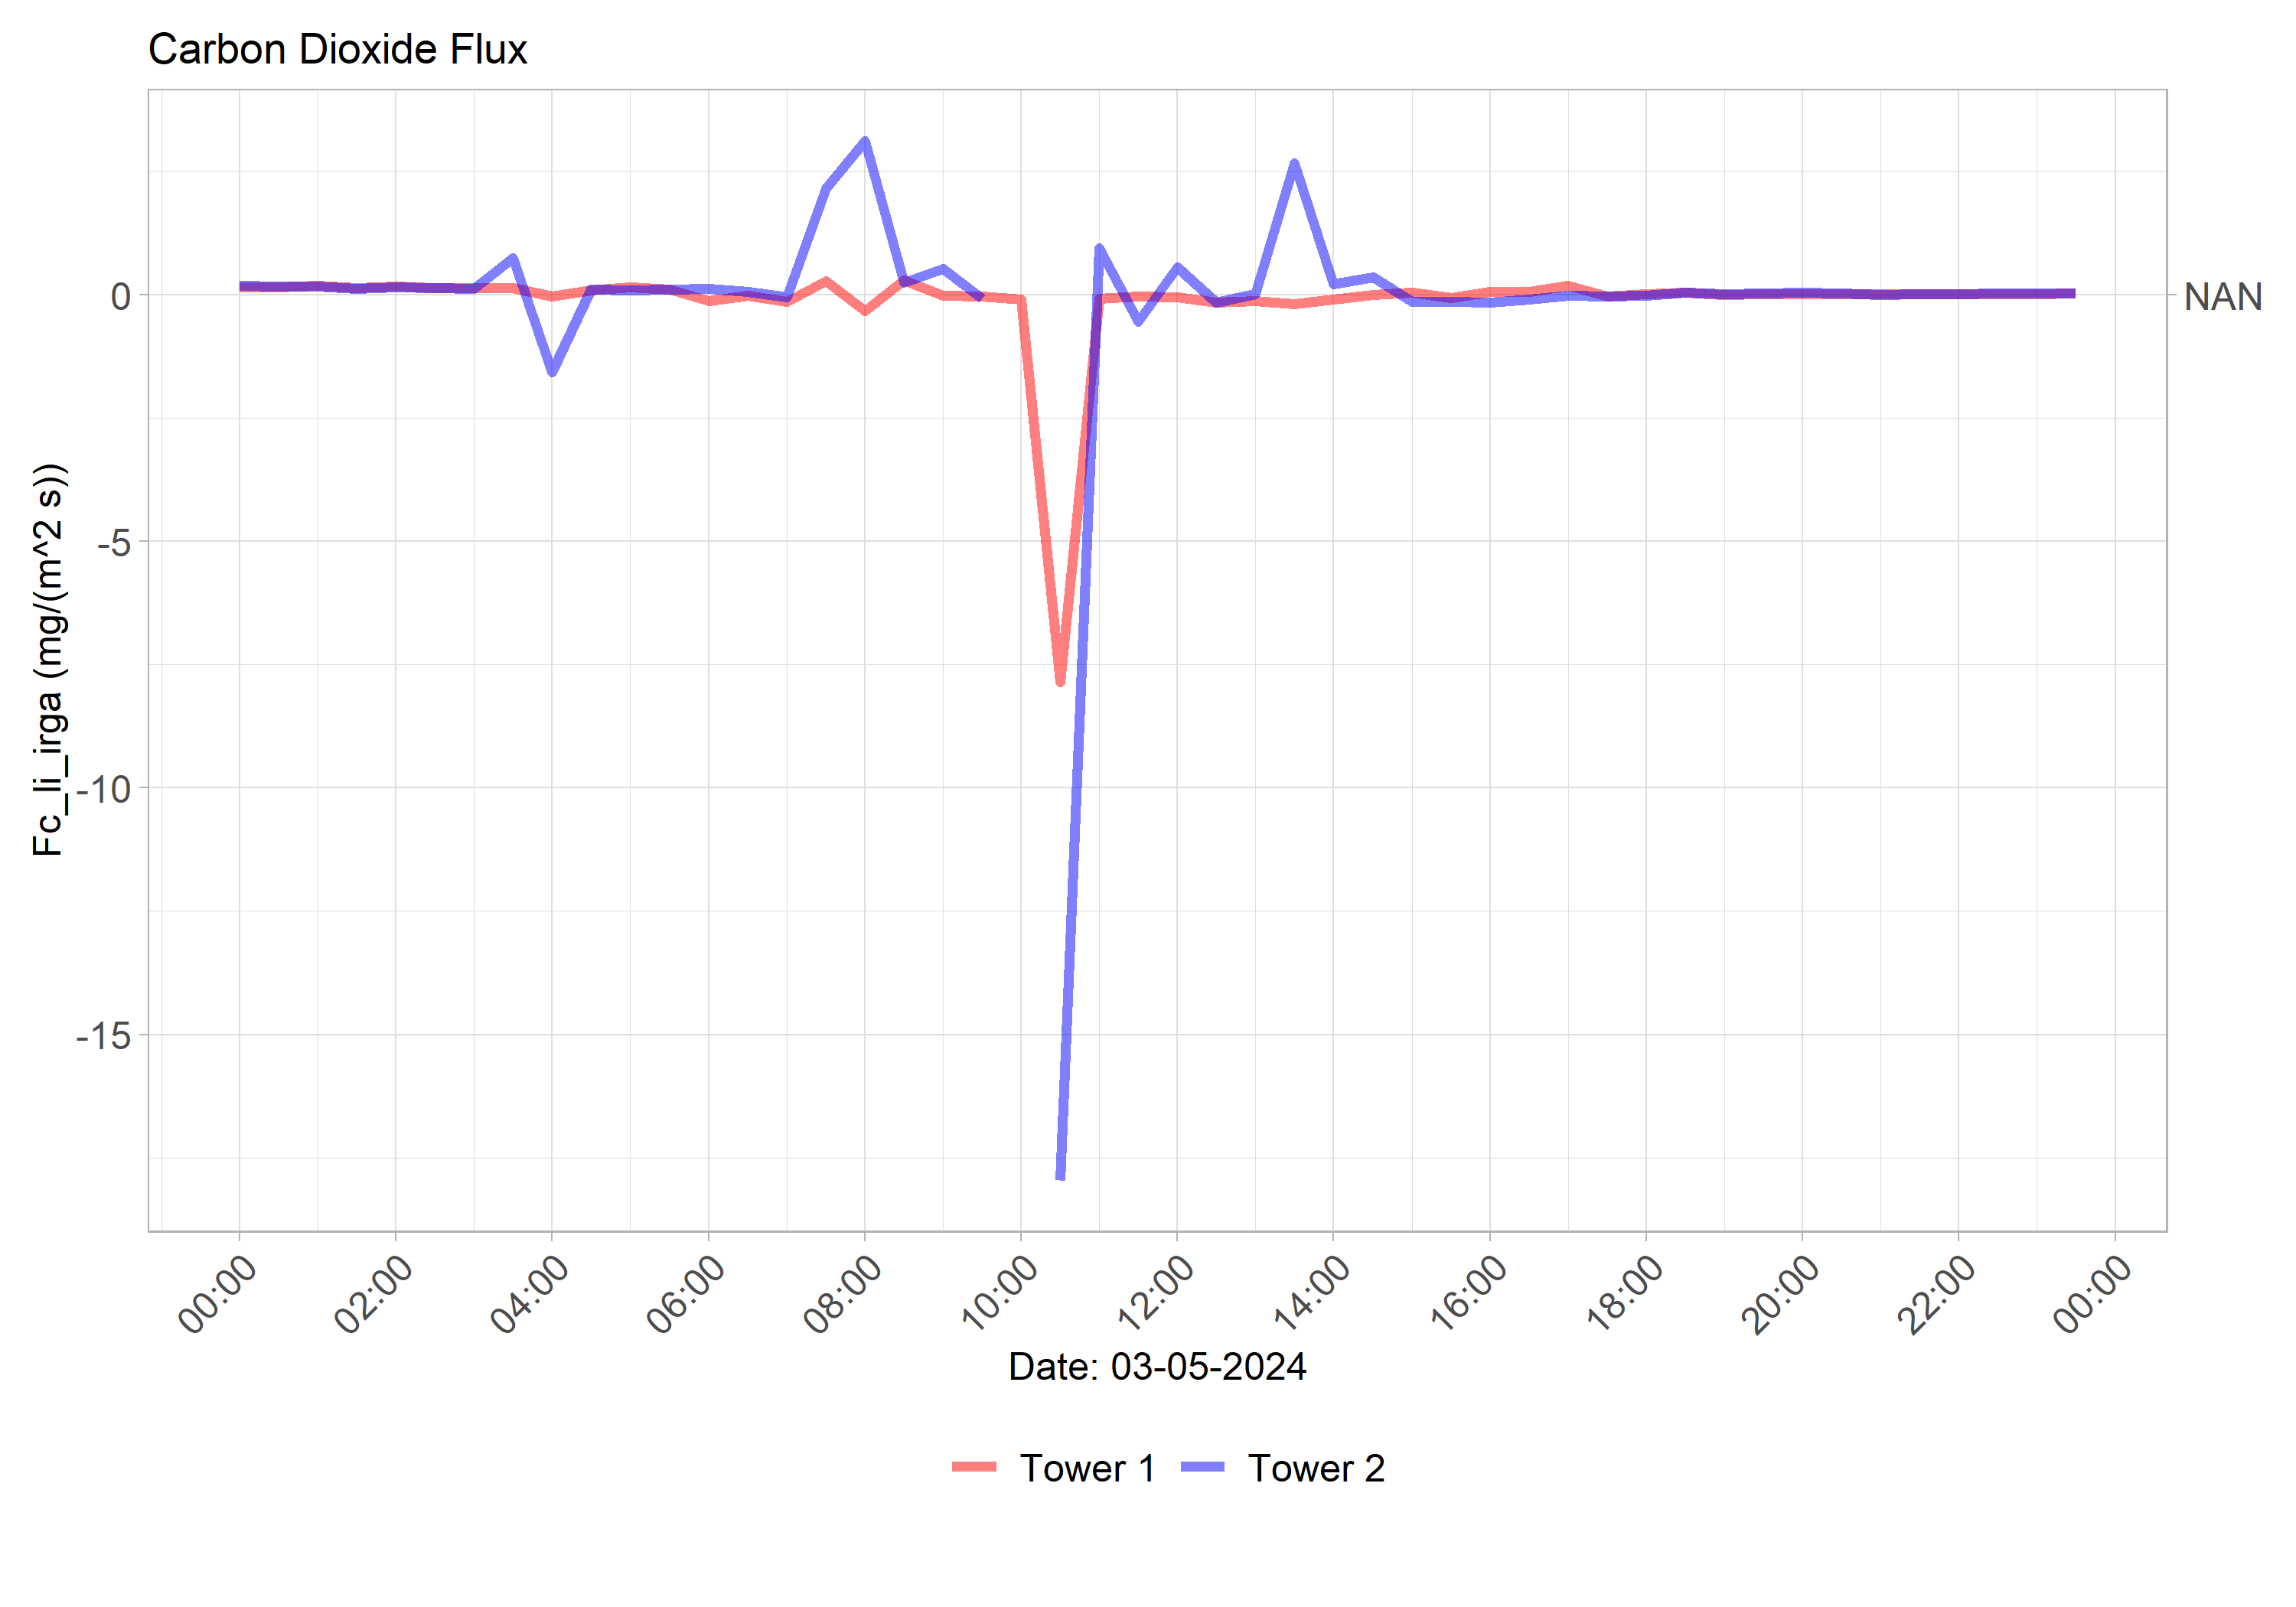 Carbon Dioxide Flux
Fc_li_irga (mg/(m^2 s))
0
-5
-10
-15
NAN
00:00 02:00 04:00 06:00 08:00 10:00 12:00 14:00 16:00 18:00 20:00 22:00 00:00
Date: 03-05-2024
Tower 1 Tower 2